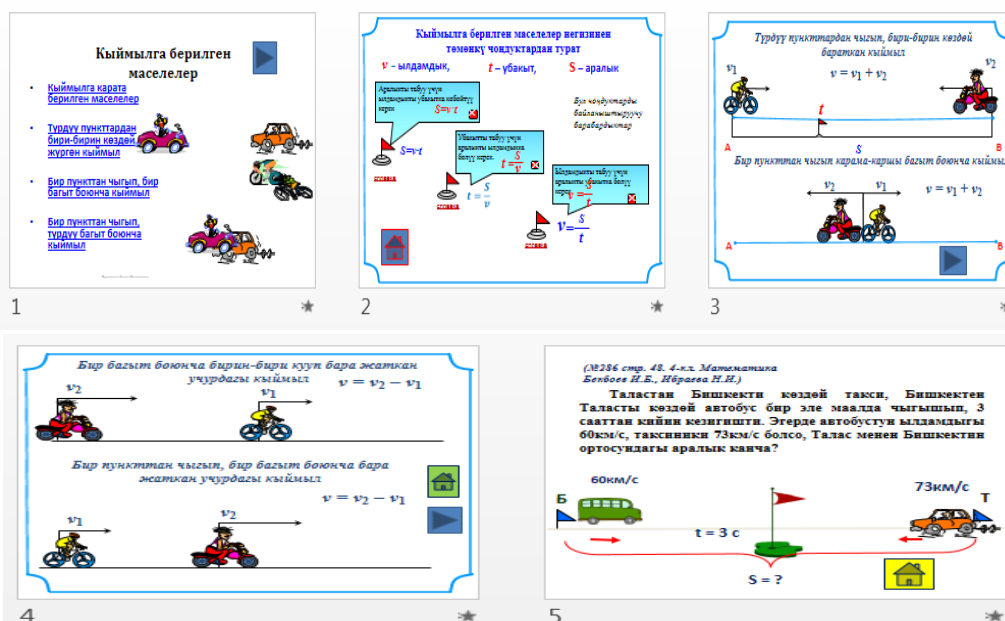 Кыймылга берилген
маселелер
• Кыймылга карата
берилген маселелер
• Түрдүү пункттардан
бири-бирин көздөй
жүргөн кыймыл
• Бир пункттан чыгып, бир
багыт боюнча кыймыл
• Бир пункттан чыгып,
түрдүү багыт боюнча
кыймыл
1
Кыймылга берилген маселелер негизинен
төмөнкү чоңдуктардан турат
v – ылдамдык, t – убакыт, S – аралык
Аралыкты табуу үчүн
ылдамдыкты убакытка көбөйтүү
керек S=v·t
Бул чоңдуктарды
байланыштыруучу
барабардыктар
S=v·t
Убакытты табуу үчүн
аралыкты ылдамдыкка
бөлүү керек. t = S/v
t = S/v
Ылдамдыкты табуу үчүн
аралыкты убакытка бөлүү
керек v = S/t
v = S/t
2
Түрдүү пункттардан чыгып, бири-бирин көздөй
бараткан кыймыл
v₁ v = v₁ + v₂ v₂
t
A S B
Бир пункттан чыгып карама-каршы багыт боюнча кыймыл
v₂ v₁ v = v₁ + v₂
A B
3
Бир багыт боюнча бирин-бири кууп бара жаткан
учурдагы кыймыл v = v₂ − v₁
v₂ v₁
Бир пункттан чыгып, бир багыт боюнча бара
жаткан учурдагы кыймыл
v = v₂ − v₁
v₁ v₂
4
(№286 стр. 48. 4-кл. Математика
Бекбоев И.Б., Ибраева Н.И.)
Таластан Бишкекти көздөй такси, Бишкектен
Таласты көздөй автобус бир эле маалда чыгышып, 3
сааттан кийин кезигишти. Эгерде автобустун ылдамдыгы
60км/с, таксиники 73км/с болсо, Талас менен Бишкектин
ортосундагы аралык канча?
60км/с 73км/с
Б Т
t = 3 с
S = ?
5